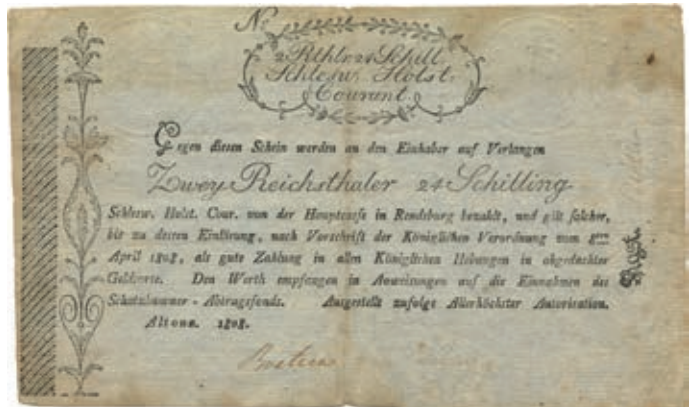 No
2 Rthlr 24 Schill.
Schlesw. Holst.
Courant.
Gegen diesen Schein werden an den Einhaber auf Verlangen
Zwey Reichsthaler 24 Schilling
Schlesw. Holst. Cour. von der Hauptcasse in Rendsburg bezahlt, und gilt solcher,
bis zu dessen Einlösung, nach Vorschrift der Königlichen Verordnung vom
April 1808, als gute Zahlung in allen Königlichen Hebungen in obgedachter
Geldsorte. Den Werth empfangen in Anweisungen auf die Einnahmen des
Schatzkammer-Abtragsfonds. Ausgestellt zufolge Allerhöchster Autorisation.
Altona. 1808.